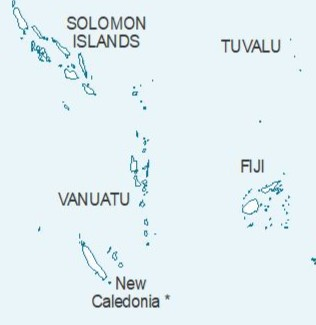 SOLOMON
ISLANDS
TUVALU
FIJI
VANUATU
New
Caledonia *